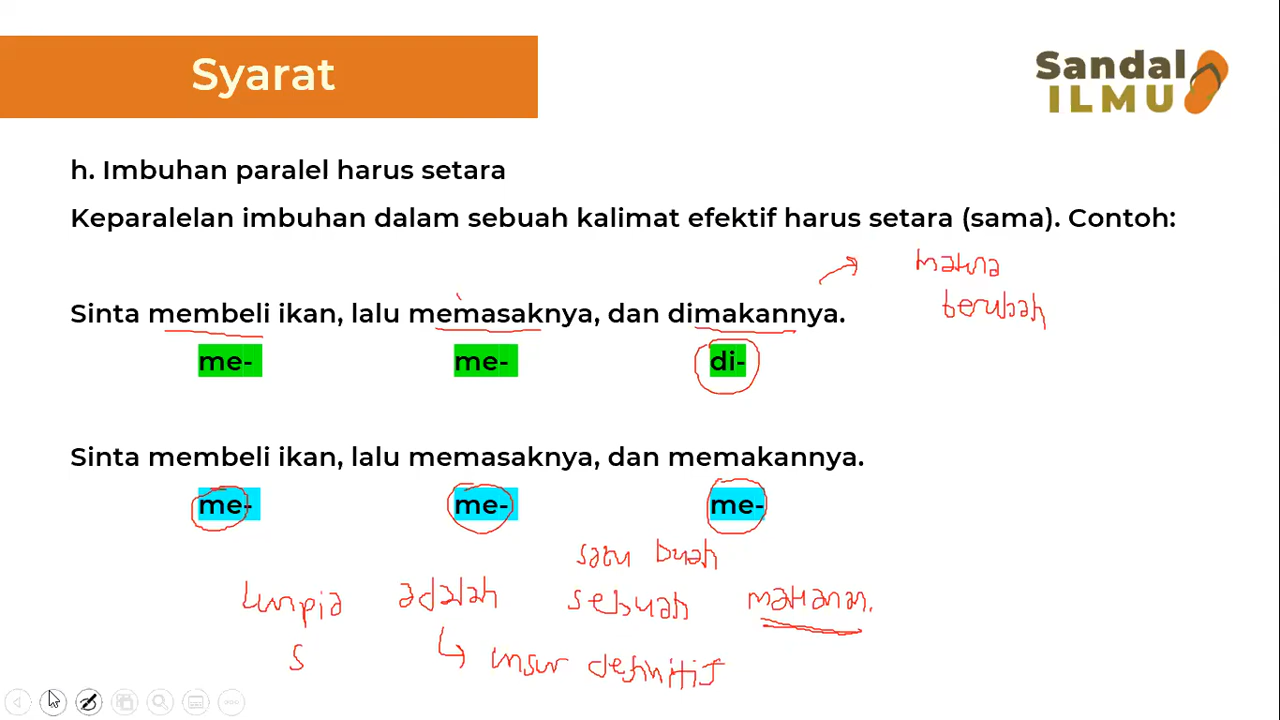 Syarat
Sandal
ILMU
h. Imbuhan paralel harus setara
Keparalelan imbuhan dalam sebuah kalimat efektif harus setara (sama). Contoh:
makna
berubah
Sinta membeli ikan, lalu memasaknya, dan dimakannya.
me- me- di-
Sinta membeli ikan, lalu memasaknya, dan memakannya.
me- me- me-
satu buah
Lunpia adalah sebuah makanan.
S unsur definitif